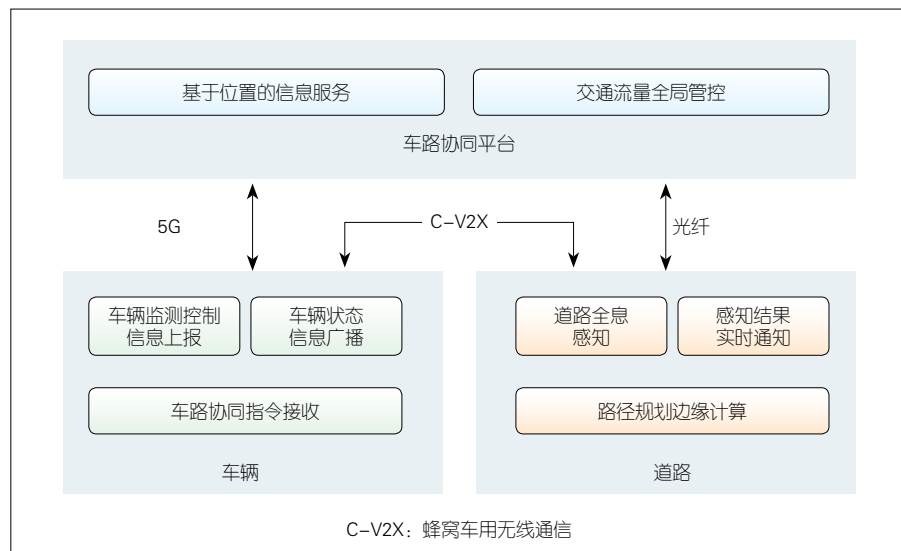 基于位置的信息服务
交通流量全局管控
车路协同平台
5G
C-V2X
光纤
车辆监测控制
信息上报
车辆状态
信息广播
车路协同指令接收
车辆
道路全息
感知
感知结果
实时通知
路径规划边缘计算
道路
C-V2X：蜂窝车用无线通信